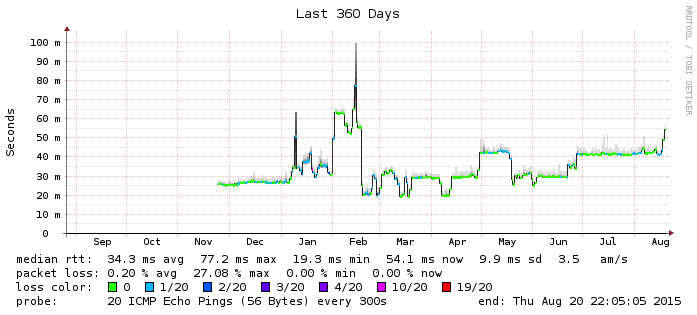 Last 360 Days
RRDTOOL / TOBI OETIKER
Seconds
100 m
90 m
80 m
70 m
60 m
50 m
40 m
30 m
20 m
10 m
0
Sep Oct Nov Dec Jan Feb Mar Apr May Jun Jul Aug
median rtt: 34.3 ms avg 77.2 ms max 19.3 ms min 54.1 ms now 9.9 ms sd 3.5 am/s
packet loss: 0.20 % avg 27.08 % max 0.00 % min 0.00 % now
loss color: 0 1/20 2/20 3/20 4/20 10/20 19/20
probe: 20 ICMP Echo Pings (56 Bytes) every 300s end: Thu Aug 20 22:05:05 2015